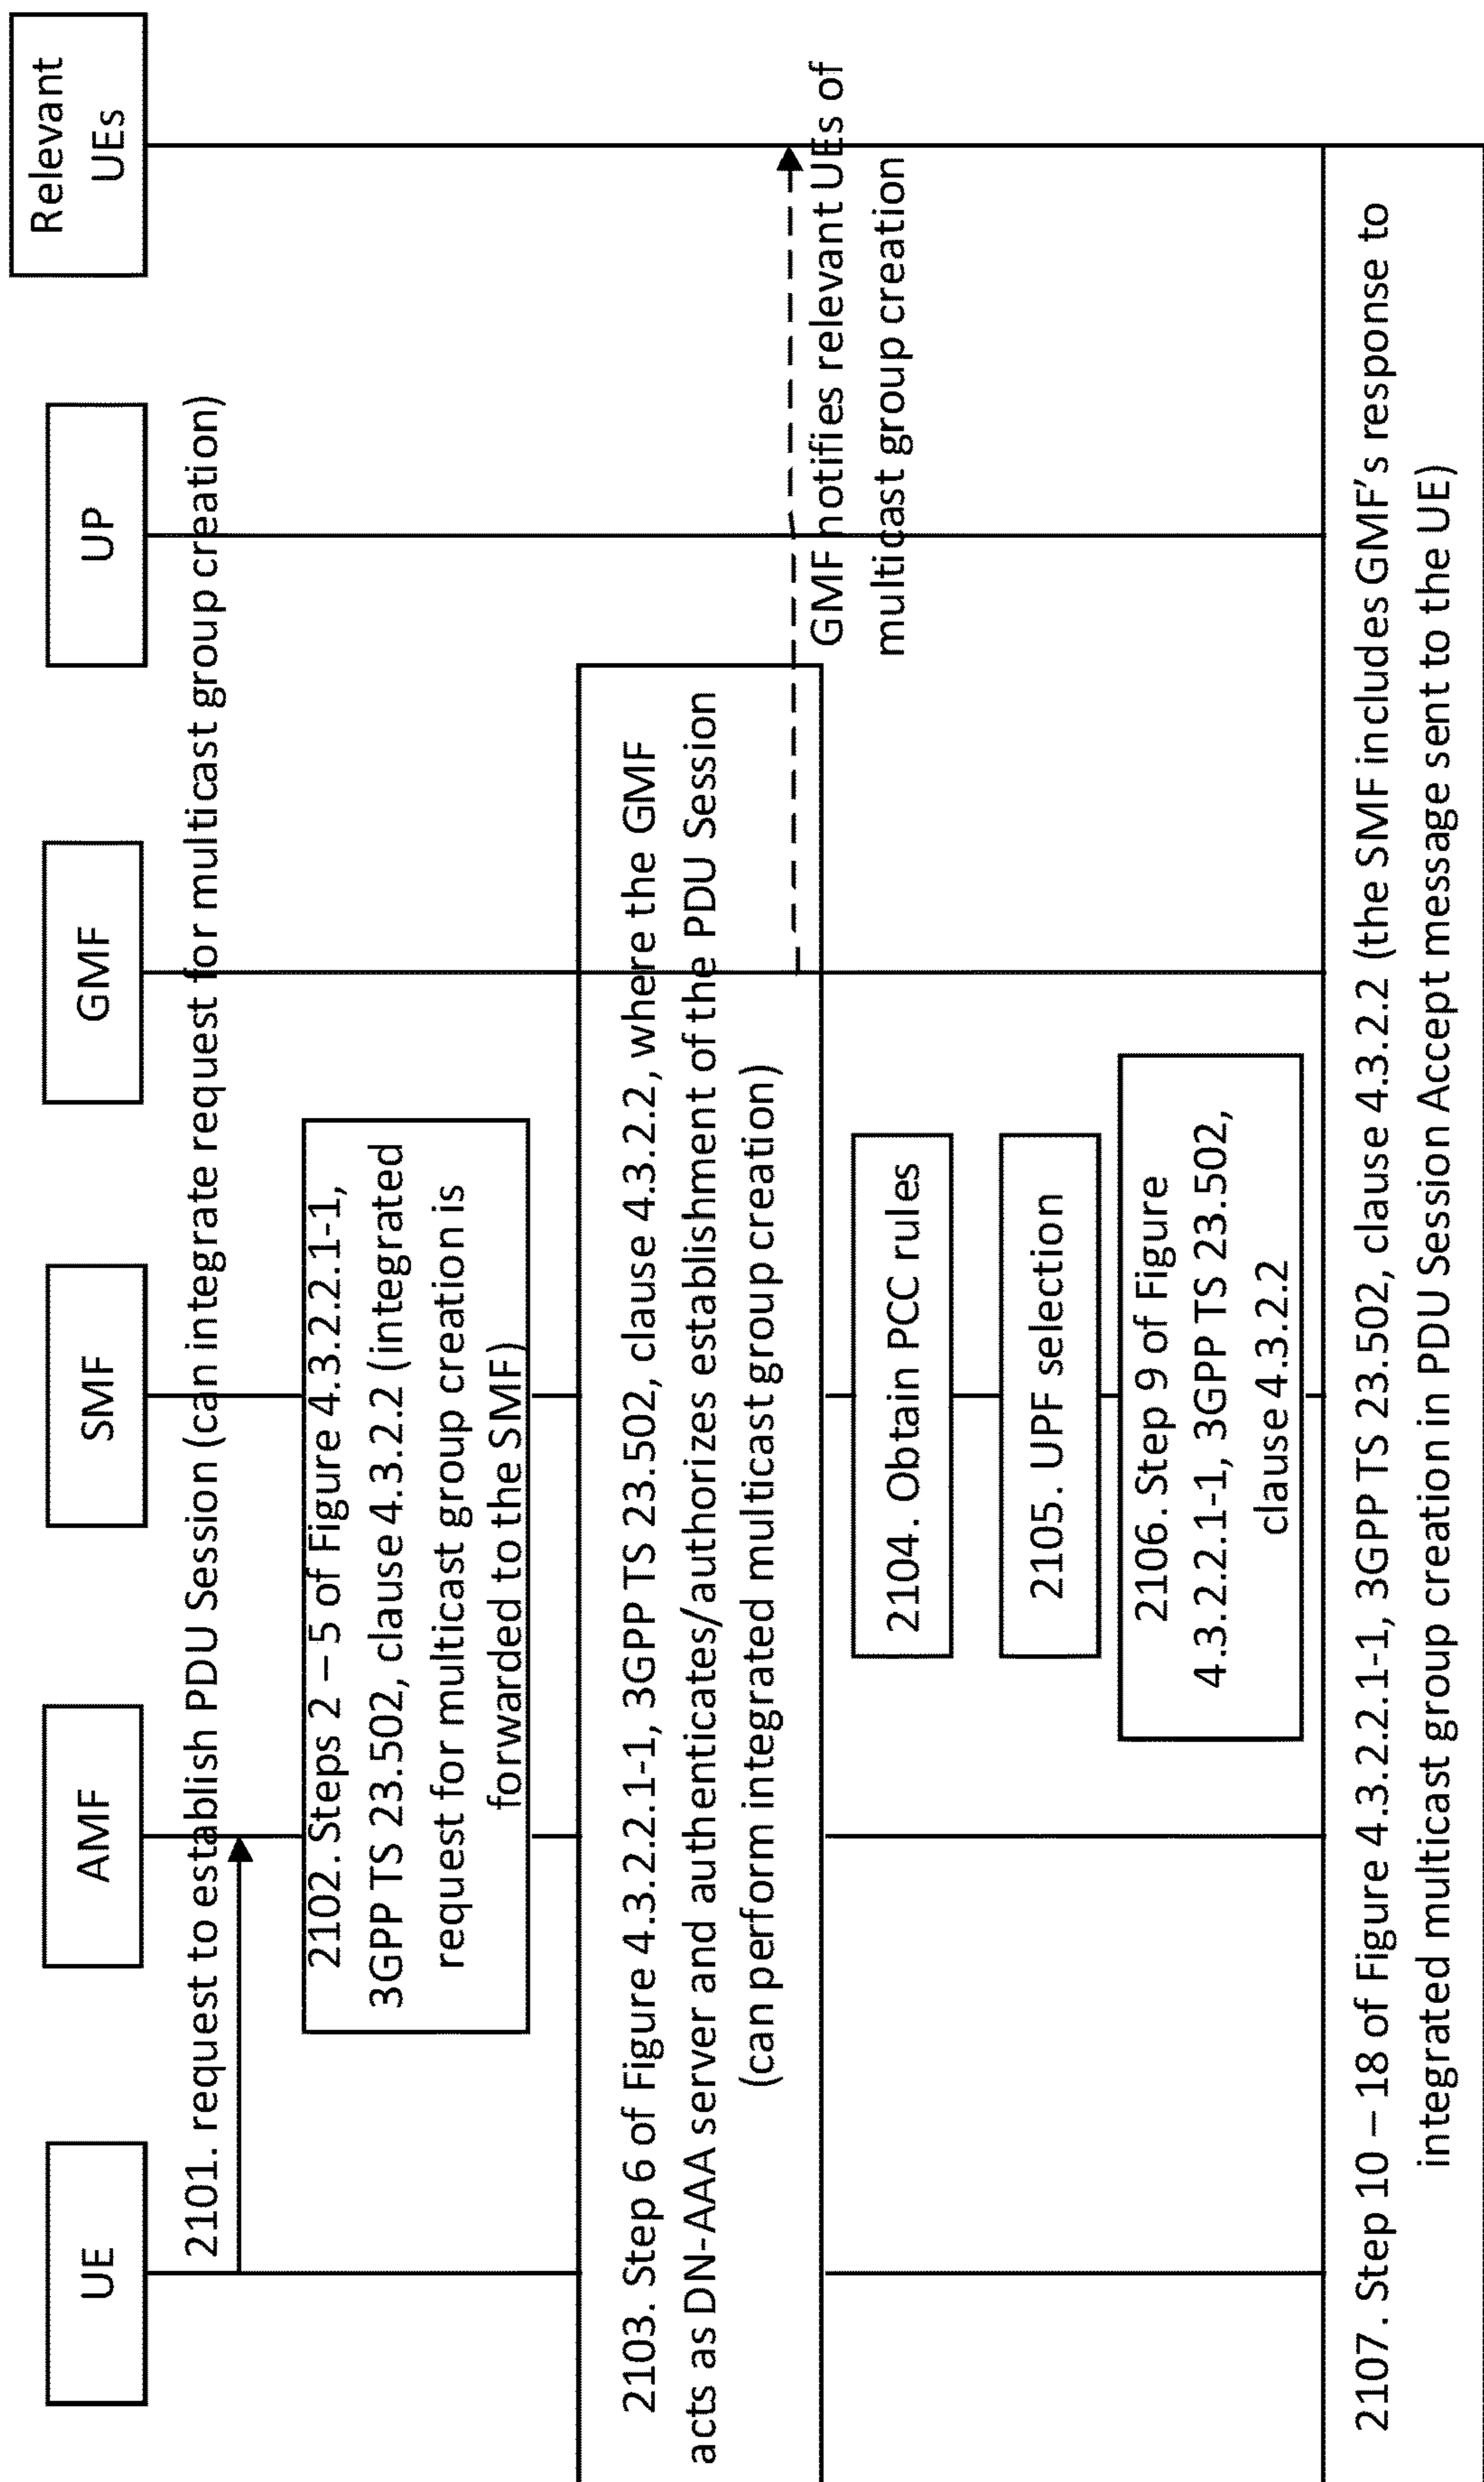 UE
AMF
SMF
GMF
UP
Relevant
UEs
2101. request to establish PDU Session (can integrate request for multicast group creation)
2102. Steps 2 – 5 of Figure 4.3.2.2.1-1,
3GPP TS 23.502, clause 4.3.2.2 (integrated
request for multicast group creation is
forwarded to the SMF)
2103. Step 6 of Figure 4.3.2.2.1-1, 3GPP TS 23.502, clause 4.3.2.2, where the GMF
acts as DN-AAA server and authenticates/authorizes establishment of the PDU Session
(can perform integrated multicast group creation)
GMF notifies relevant UEs of
multicast group creation
2104. Obtain PCC rules
2105. UPF selection
2106. Step 9 of Figure
4.3.2.2.1-1, 3GPP TS 23.502,
clause 4.3.2.2
2107. Step 10 – 18 of Figure 4.3.2.2.1-1, 3GPP TS 23.502, clause 4.3.2.2 (the SMF includes GMF's response to
integrated multicast group creation in PDU Session Accept message sent to the UE)